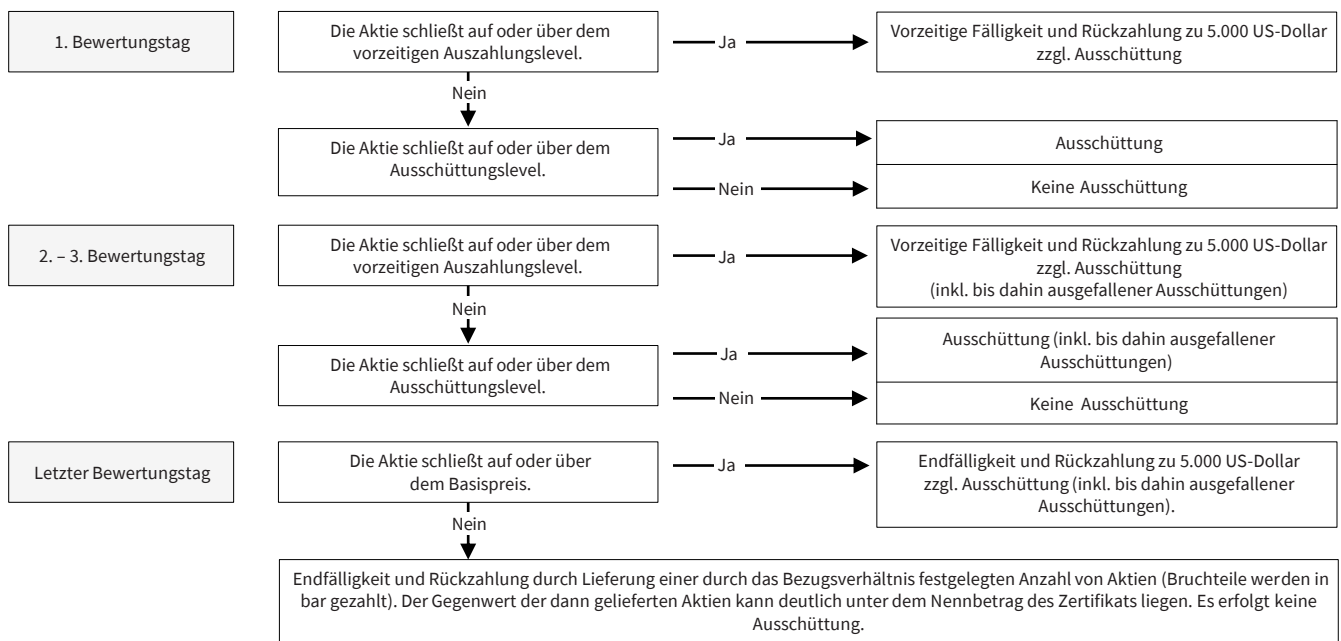 1. Bewertungstag
Die Aktie schließt auf oder über dem
vorzeitigen Auszahlungslevel.
Ja
Vorzeitige Fälligkeit und Rückzahlung zu 5.000 US-Dollar
zzgl. Ausschüttung
Nein
Die Aktie schließt auf oder über dem
Ausschüttungslevel.
Ja
Ausschüttung
Nein
Keine Ausschüttung
2. – 3. Bewertungstag
Die Aktie schließt auf oder über dem
vorzeitigen Auszahlungslevel.
Ja
Vorzeitige Fälligkeit und Rückzahlung zu 5.000 US-Dollar
zzgl. Ausschüttung
(inkl. bis dahin ausgefallener Ausschüttungen)
Nein
Die Aktie schließt auf oder über dem
Ausschüttungslevel.
Ja
Ausschüttung (inkl. bis dahin ausgefallener
Ausschüttungen)
Nein
Keine Ausschüttung
Letzter Bewertungstag
Die Aktie schließt auf oder über
dem Basispreis.
Ja
Endfälligkeit und Rückzahlung zu 5.000 US-Dollar
zzgl. Ausschüttung (inkl. bis dahin ausgefallener
Ausschüttungen).
Nein
Endfälligkeit und Rückzahlung durch Lieferung einer durch das Bezugsverhältnis festgelegten Anzahl von Aktien (Bruchteile werden in
bar gezahlt). Der Gegenwert der dann gelieferten Aktien kann deutlich unter dem Nennbetrag des Zertifikats liegen. Es erfolgt keine
Ausschüttung.